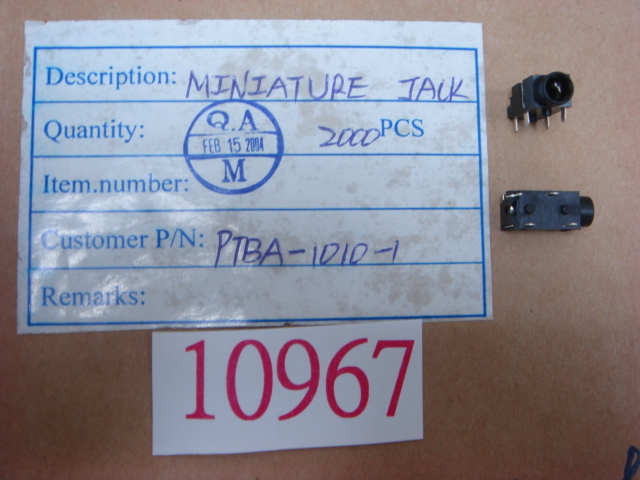 Description: MINIATURE JACK
Quantity: 2000 PCS
Q.A
FEB 15 2004
M
Item.number:
Customer P/N: PTBA-1010-1
Remarks:
10967